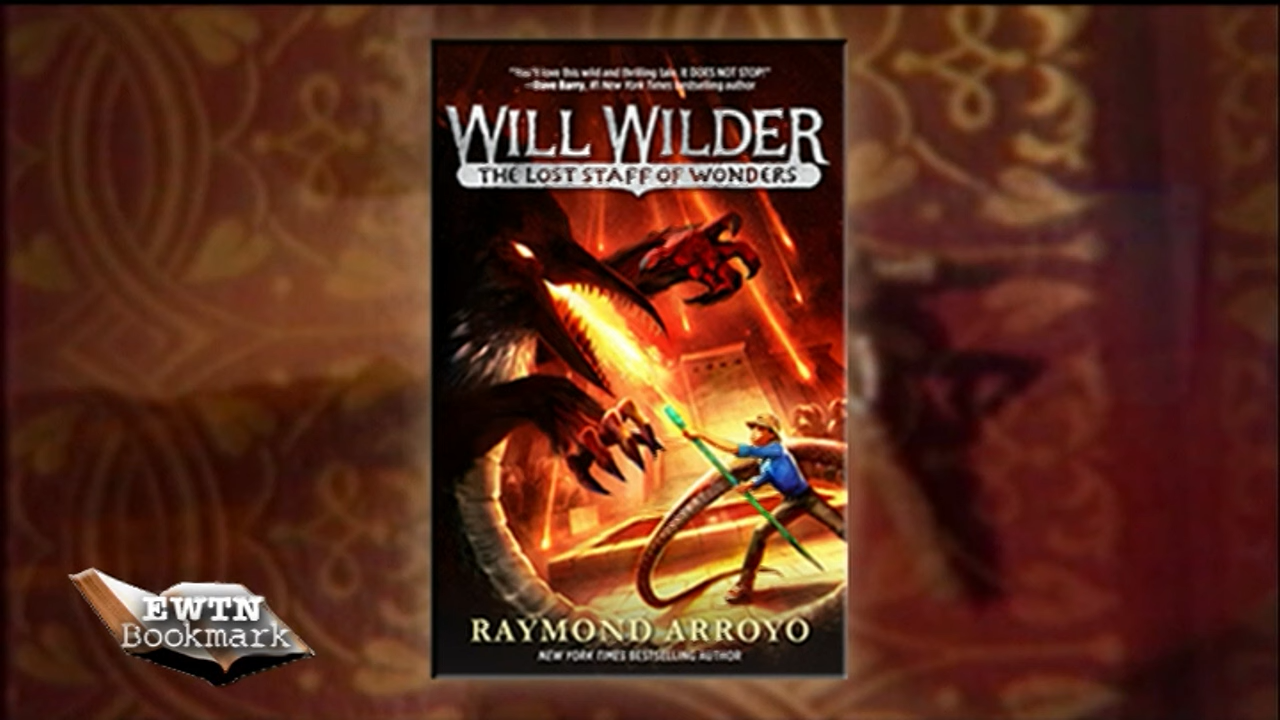 "You'll love this wild and thrilling tale. IT DOES NOT STOP!"
—Dave Barry, #1 New York Times bestselling author
WILL WILDER
THE LOST STAFF OF WONDERS
RAYMOND ARROYO
NEW YORK TIMES BESTSELLING AUTHOR
EWTN
Bookmark